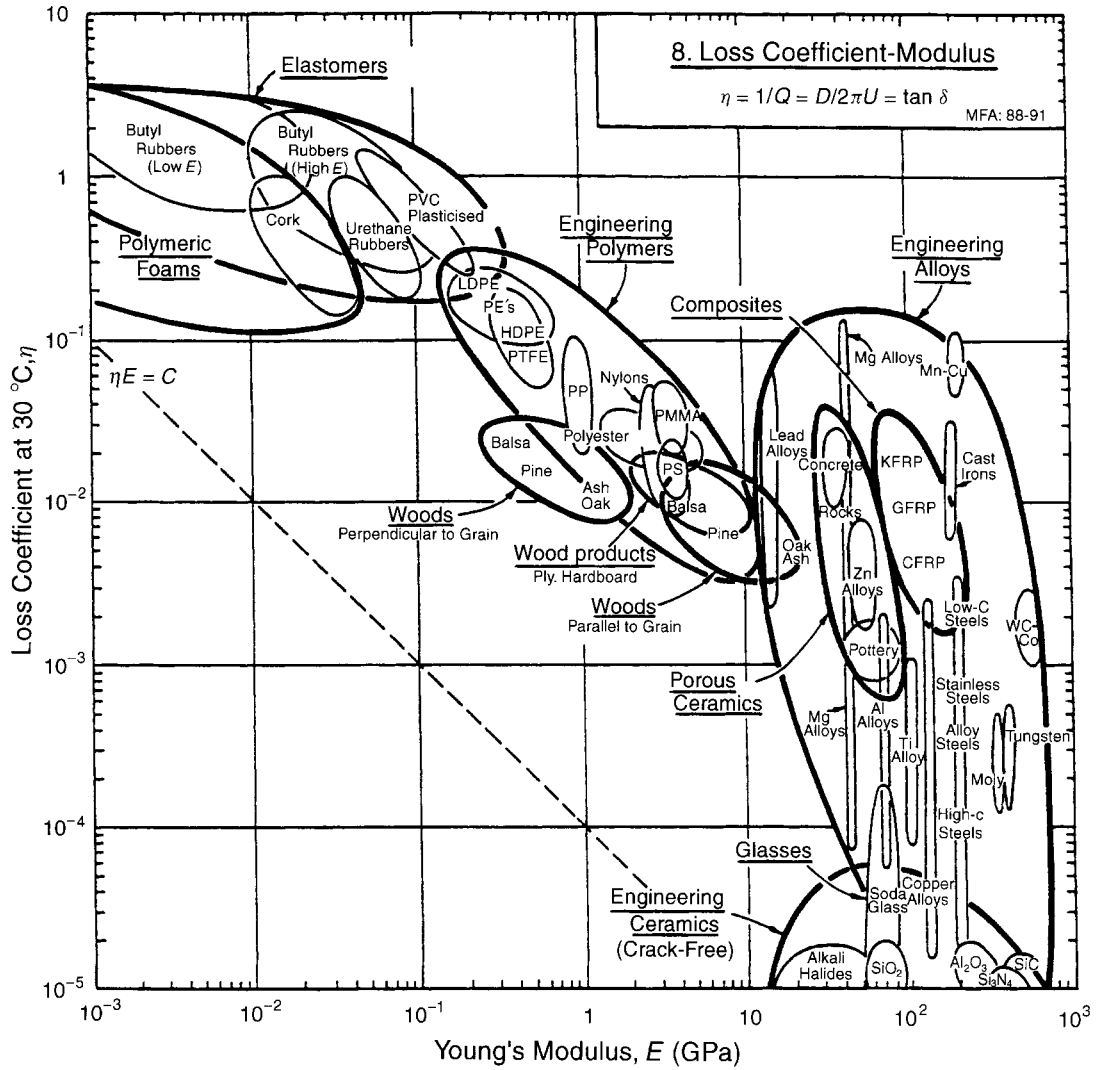 8. Loss Coefficient-Modulus
η = 1/Q = D/2πU = tan δ
MFA: 88-91
Loss Coefficient at 30 °C,η
10
1
10⁻¹
10⁻²
10⁻³
10⁻⁴
10⁻⁵
Elastomers
Butyl
Rubbers
(Low E)
Butyl
Rubbers
(High E)
PVC
Plasticised
Cork
Urethane
Rubbers
Polymeric
Foams
Engineering
Polymers
Engineering
Alloys
Composites
LDPE
PE's
HDPE
PTFE
ηE = C
PP
Nylons
PMMA
Mg Alloys
Mn-Cu
Balsa
Pine
Ash
Oak
Polyester
PS
Balsa
Pine
Lead
Alloys
Concrete
Rocks
KFRP
GFRP
CFRP
Cast
Irons
Woods
Perpendicular to Grain
Wood products
Ply. Hardboard
Woods
Parallel to Grain
Oak
Ash
Zn
Alloys
Low-C
Steels
WC-
Co
Pottery
Porous
Ceramics
Mg
Alloys
Al
Alloys
Ti
Alloy
Stainless
Steels
Alloy
Steels
Tungsten
Moly
High-c
Steels
Glasses
Engineering
Ceramics
(Crack-Free)
Soda
Glass
Copper
Alloys
Alkali
Halides
SiO₂
Al₂O₃
SiC
Si₃N₄
10⁻³
10⁻²
10⁻¹
1
10
10²
10³
Young's Modulus, E (GPa)